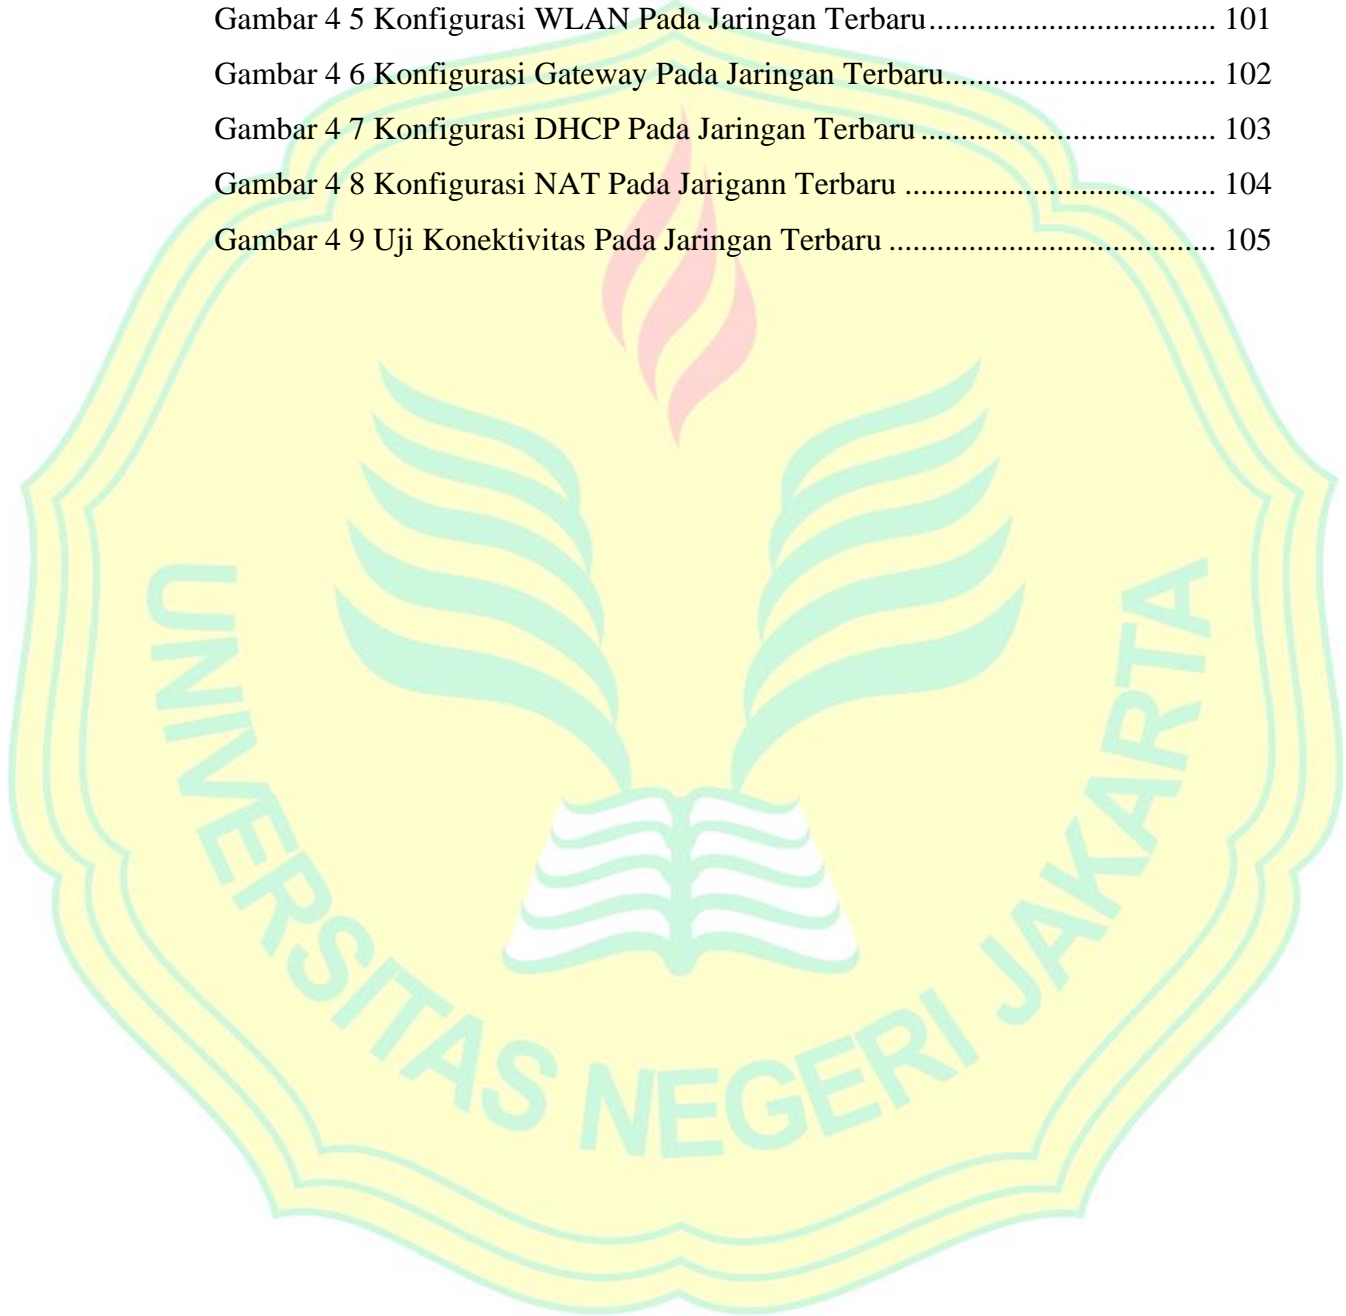 Gambar 4 5 Konfigurasi WLAN Pada Jaringan Terbaru.................................... 101
Gambar 4 6 Konfigurasi Gateway Pada Jaringan Terbaru.................................. 102
Gambar 4 7 Konfigurasi DHCP Pada Jaringan Terbaru ..................................... 103
Gambar 4 8 Konfigurasi NAT Pada Jarigann Terbaru ....................................... 104
Gambar 4 9 Uji Konektivitas Pada Jaringan Terbaru ......................................... 105
UNIVERSITAS NEGERI JAKARTA